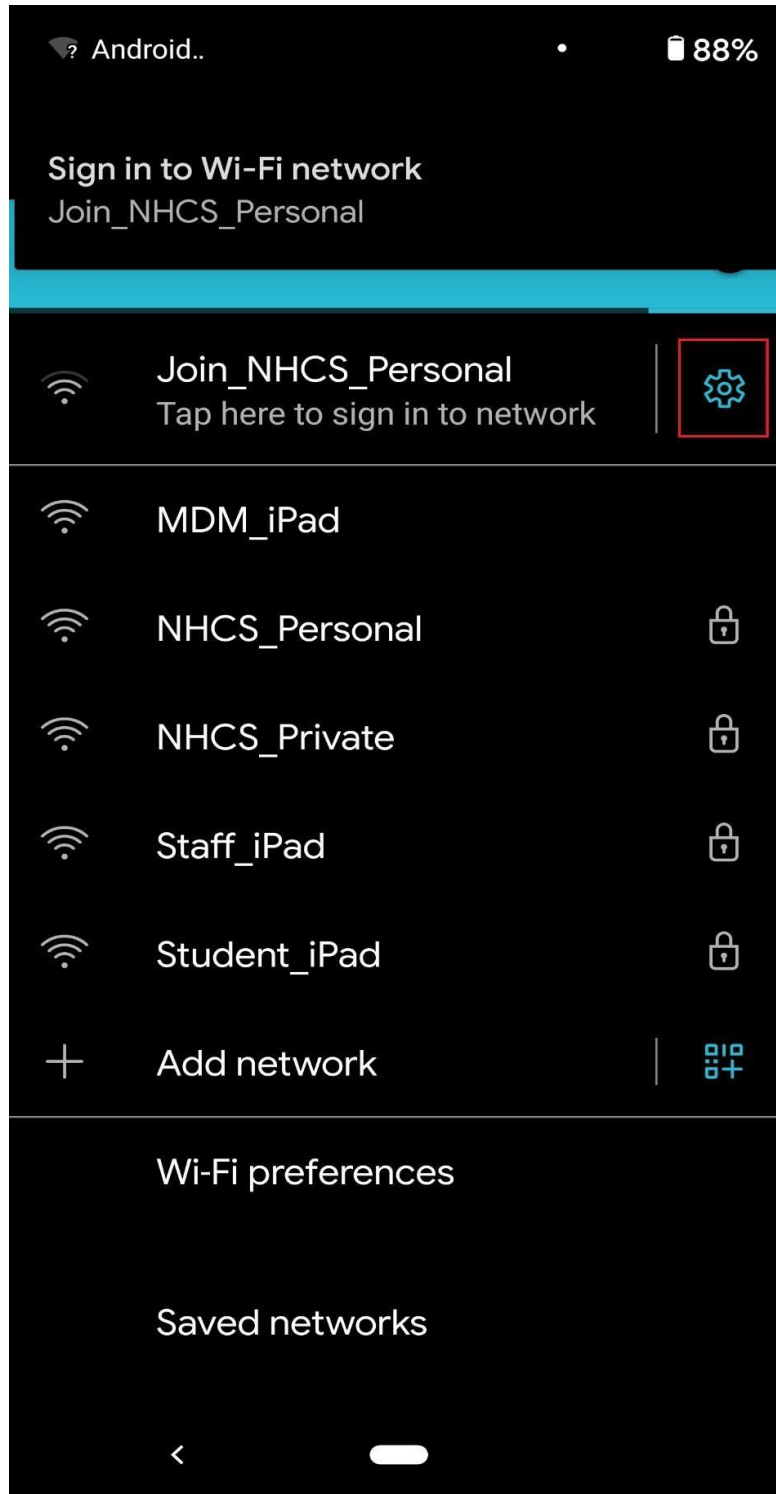 Android..
88%
Sign in to Wi-Fi network
Join_NHCS_Personal
Join_NHCS_Personal
Tap here to sign in to network
MDM_iPad
NHCS_Personal
NHCS_Private
Staff_iPad
Student_iPad
Add network
Wi-Fi preferences
Saved networks